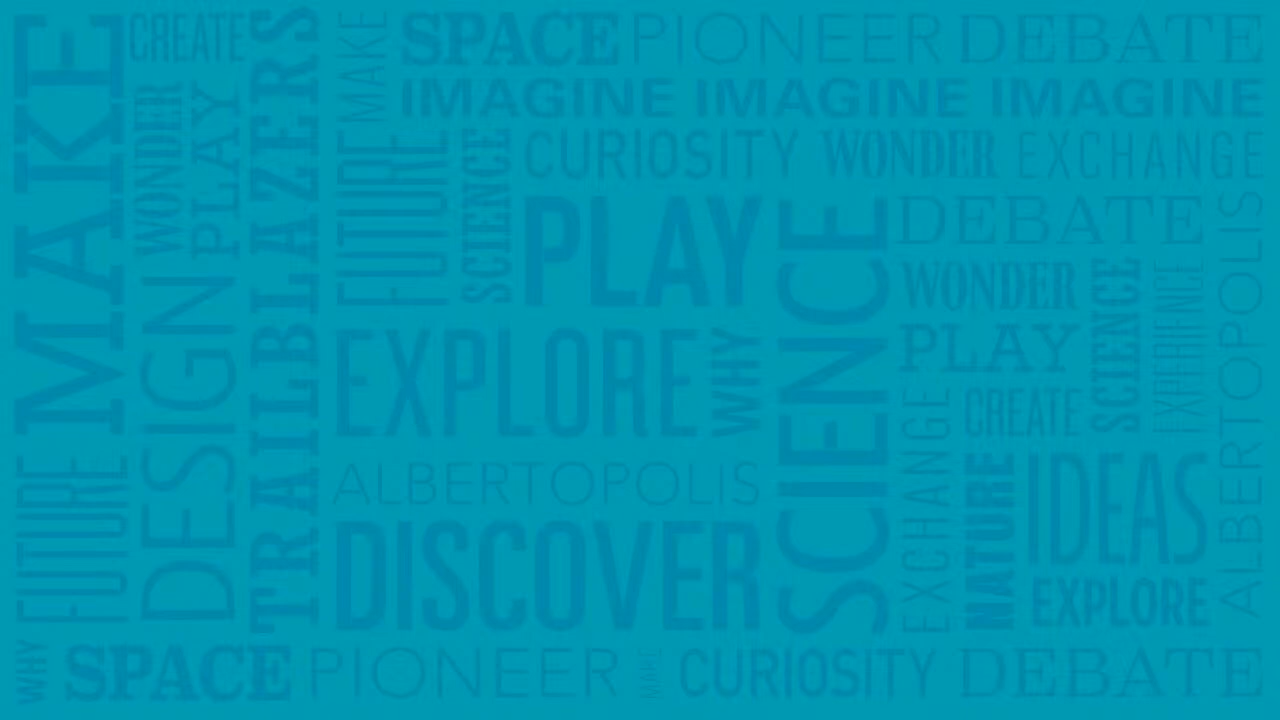 MAKE
FUTURE
WHY
CREATE
WONDER
PLAY
DESIGN
TRAILBLAZERS
MAKE
SPACE PIONEER DEBATE
IMAGINE IMAGINE IMAGINE
FUTURE
SCIENCE
CURIOSITY WONDER EXCHANGE
PLAY
SCIENCE
DEBATE
WONDER
PLAY
SCIENCE
EXPERIENCE
ALBERTOPOLIS
EXPLORE
WHY
EXCHANGE
CREATE
ALBERTOPOLIS
NATURE
IDEAS
DISCOVER
EXPLORE
SPACE PIONEER MAKE CURIOSITY DEBATE